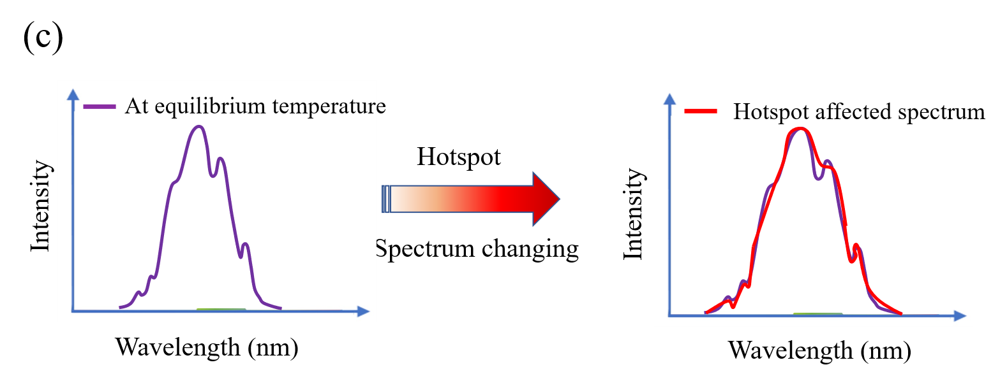 (c)
At equilibrium temperature
Intensity
Wavelength (nm)
Hotspot
Spectrum changing
Hotspot affected spectrum
Intensity
Wavelength (nm)